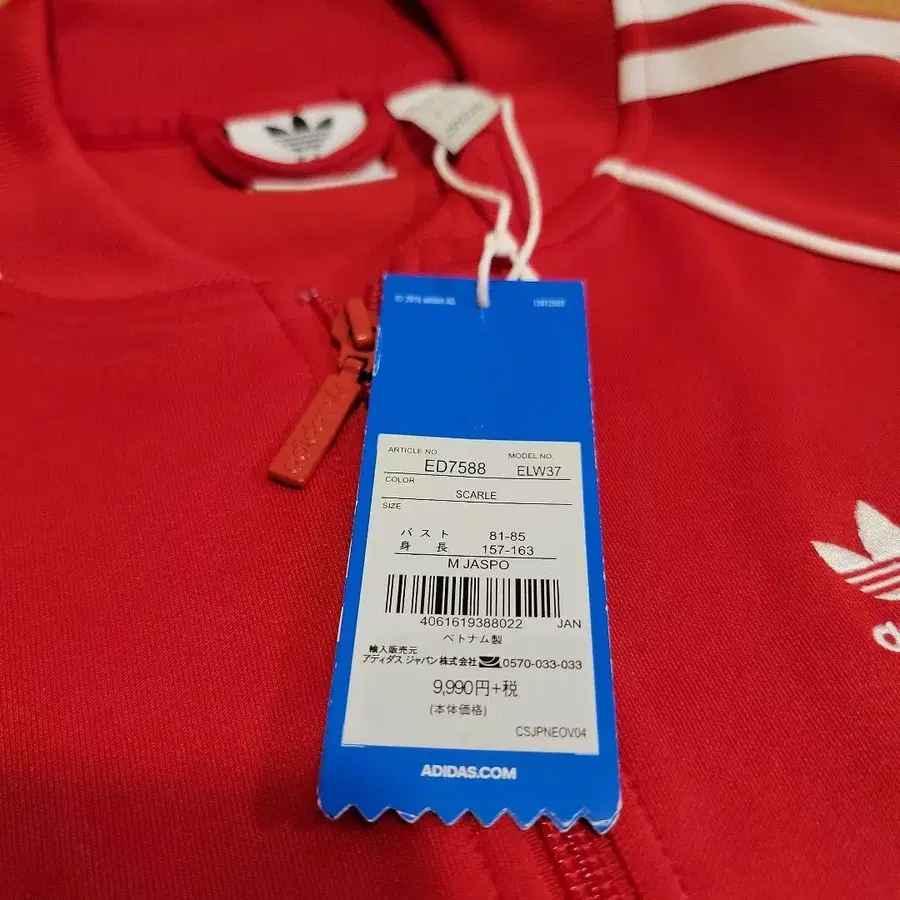 adidas
ARTICLE NO. MODEL NO.
ED7588 ELW37
COLOR
SCARLE
SIZE
バスト 81-85
身長 157-163
M JASPO
4061619388022 JAN
ベトナム製
輸入販売元
アディダス ジャパン株式会社 0570-033-033
9,990円+税
(本体価格)
CSJPNEOV04
ADIDAS.COM